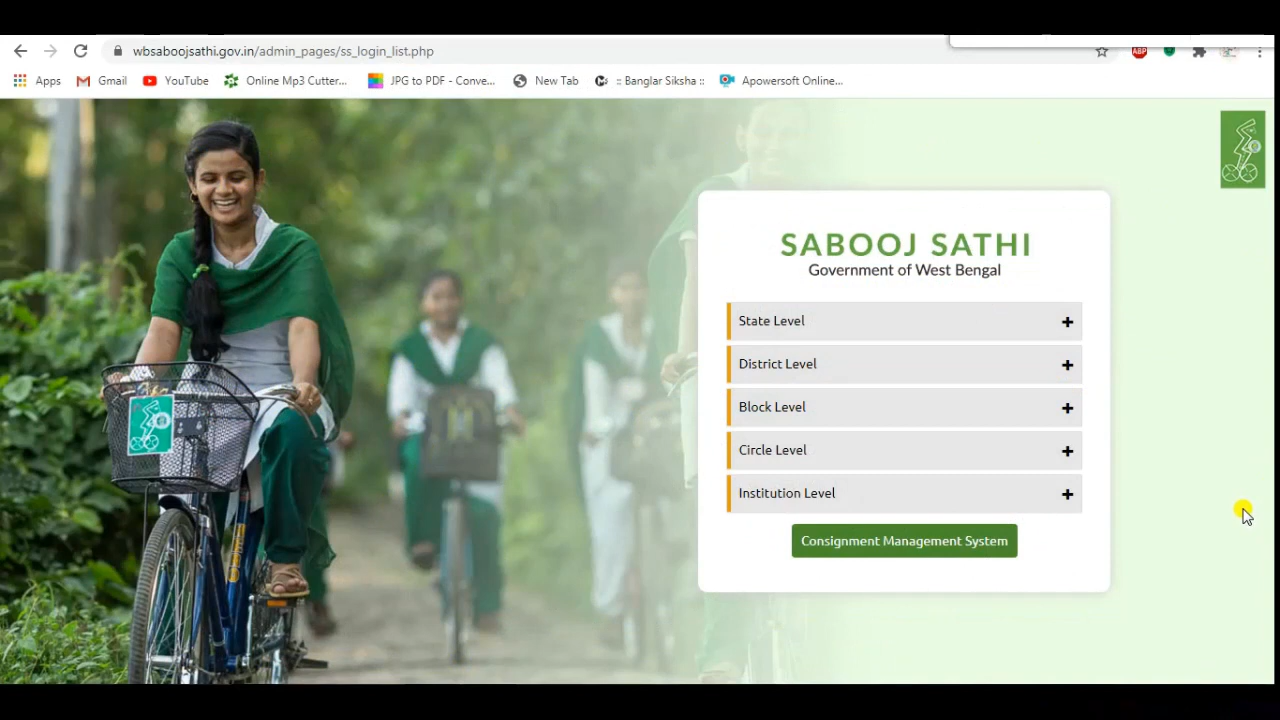 wbsaboojsathi.gov.in/admin_pages/ss_login_list.php
Apps Gmail YouTube Online Mp3 Cutter... JPG to PDF - Conve... New Tab :: Banglar Siksha :: Apowersoft Online...
ABP
SABOOJ SATHI
Government of West Bengal
State Level +
District Level +
Block Level +
Circle Level +
Institution Level +
Consignment Management System